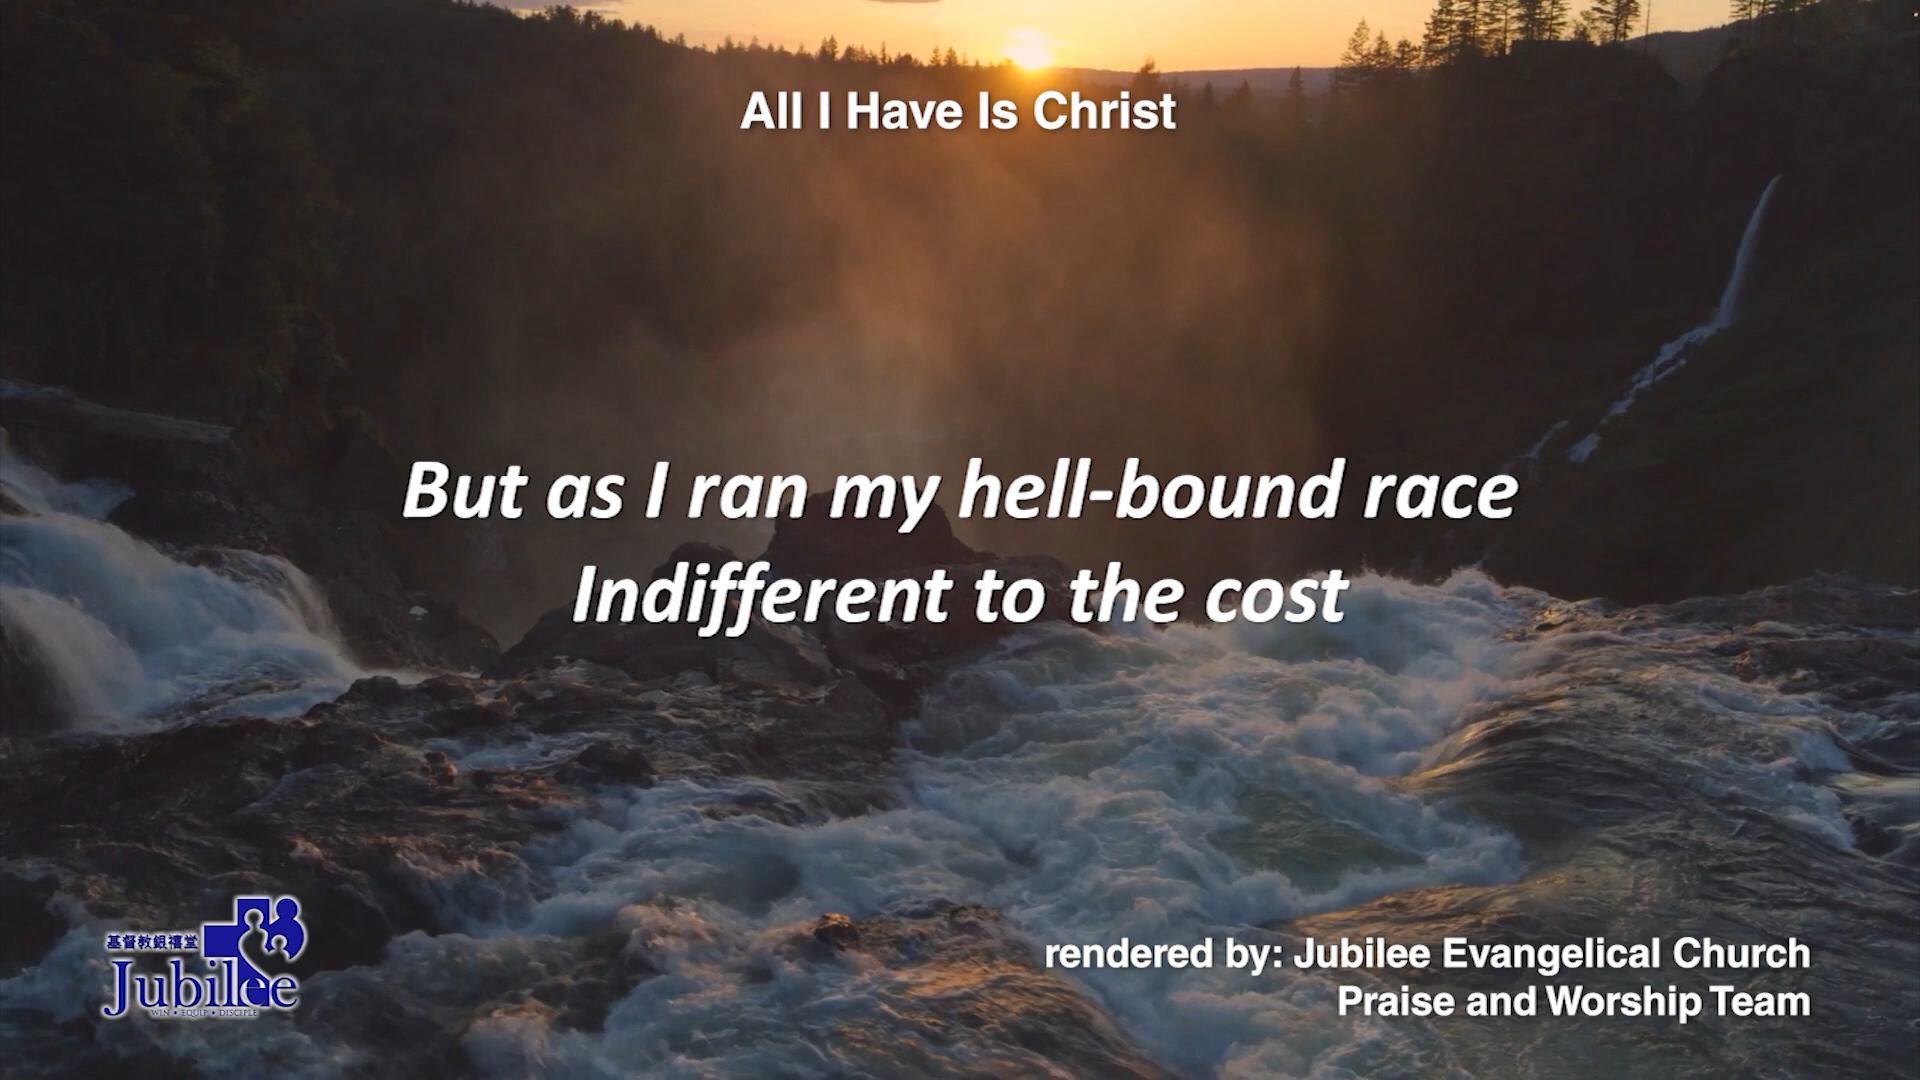 All I Have Is Christ
But as I ran my hell-bound race
Indifferent to the cost
基督教銀禧堂
Jubilee
WIN • EQUIP • DISCIPLE
rendered by: Jubilee Evangelical Church
Praise and Worship Team